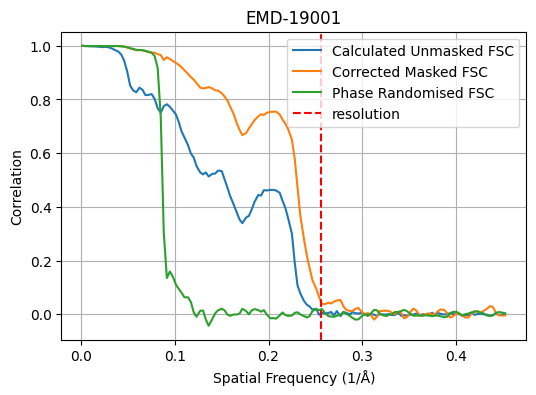 EMD-19001
Calculated Unmasked FSC
Corrected Masked FSC
Phase Randomised FSC
resolution
1.0
0.8
0.6
0.4
0.2
0.0
Correlation
0.0 0.1 0.2 0.3 0.4
Spatial Frequency (1/Å)